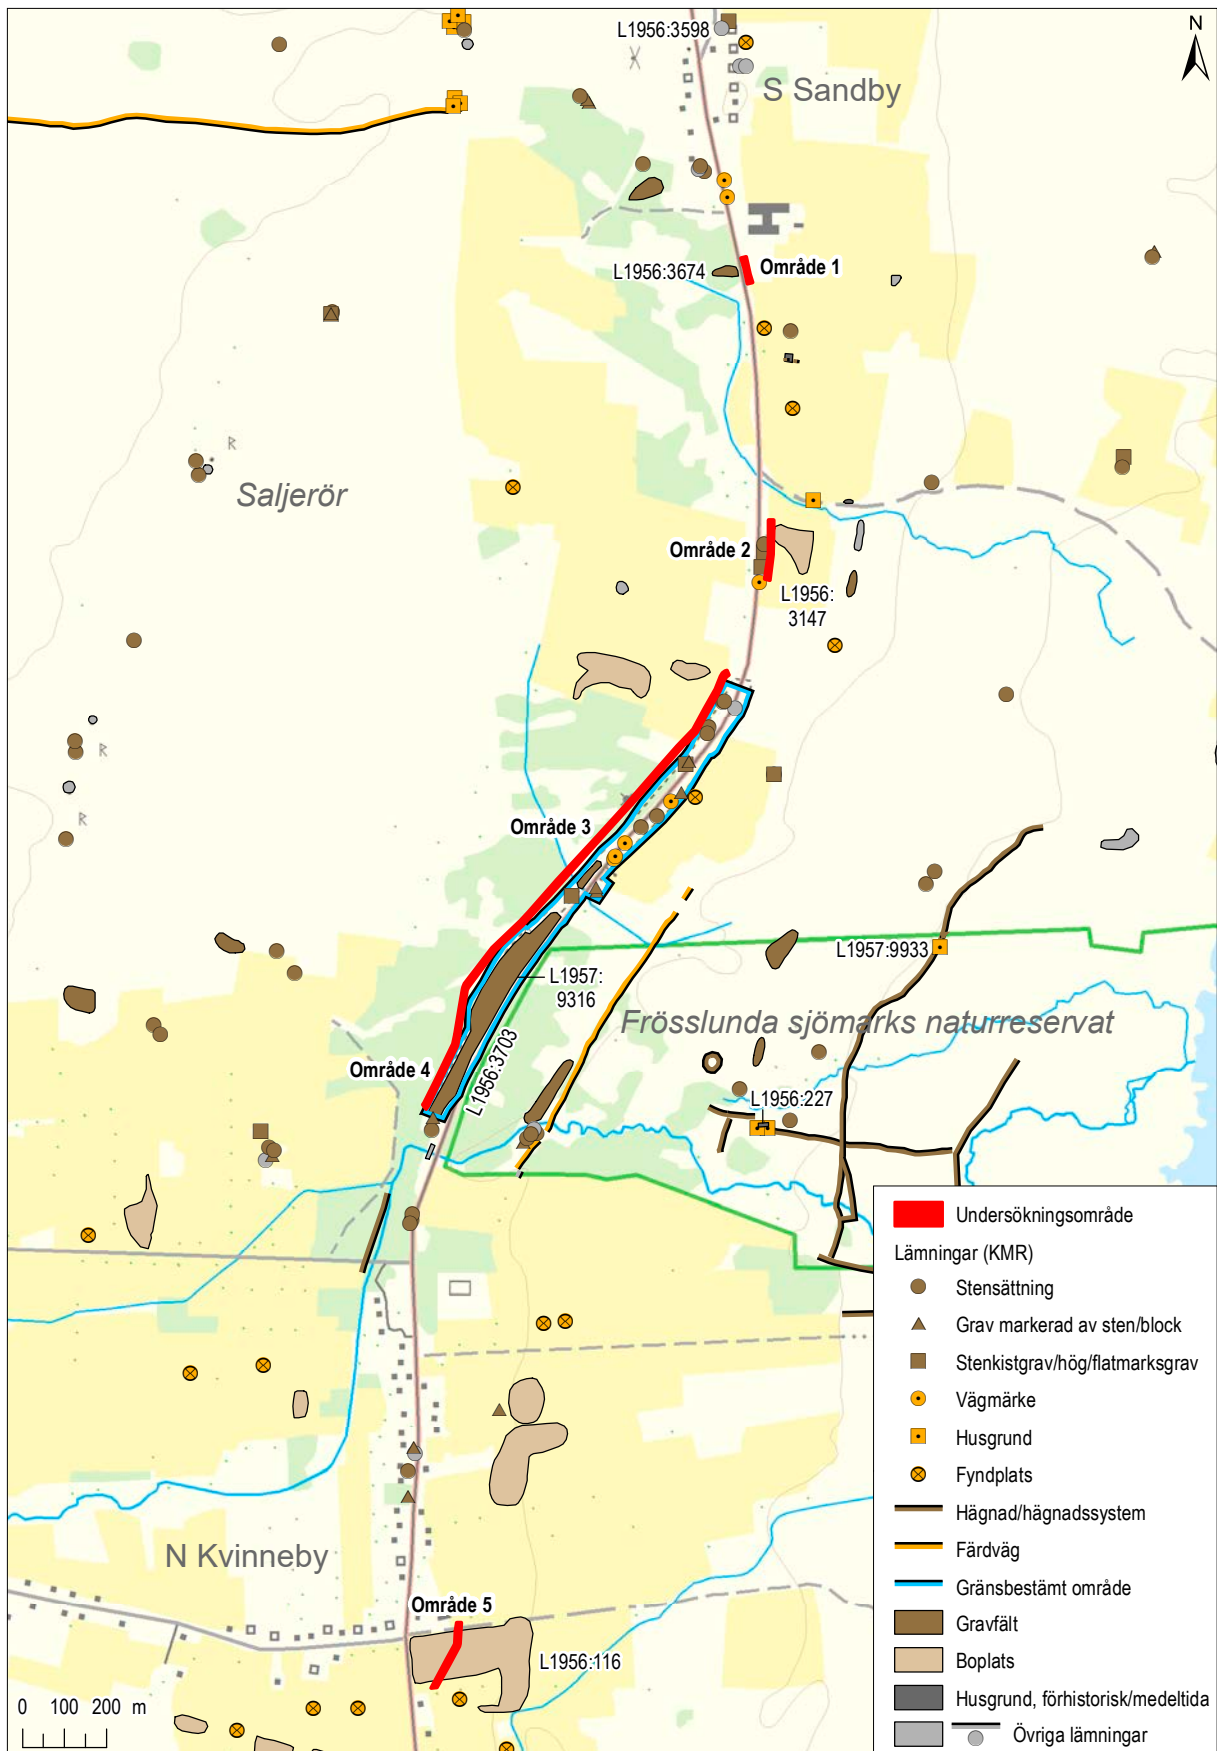 N
L1956:3598
S Sandby
L1956:3674
Område 1
R
Saljerör
Område 2
L1956:
3147
R
R
Område 3
L1957:9933
L1957:
9316
Frösslunda sjömarks naturreservat
L1956:3703
Område 4
L1956:227
Undersökningsområde
Lämningar (KMR)
Stensättning
Grav markerad av sten/block
Stenkistgrav/hög/flatmarksgrav
Vägmärke
Husgrund
Fyndplats
Hägnad/hägnadssystem
Färdväg
Gränsbestämt område
Gravfält
Boplats
Husgrund, förhistorisk/medeltida
Övriga lämningar
N Kvinneby
Område 5
L1956:116
0 100 200 m